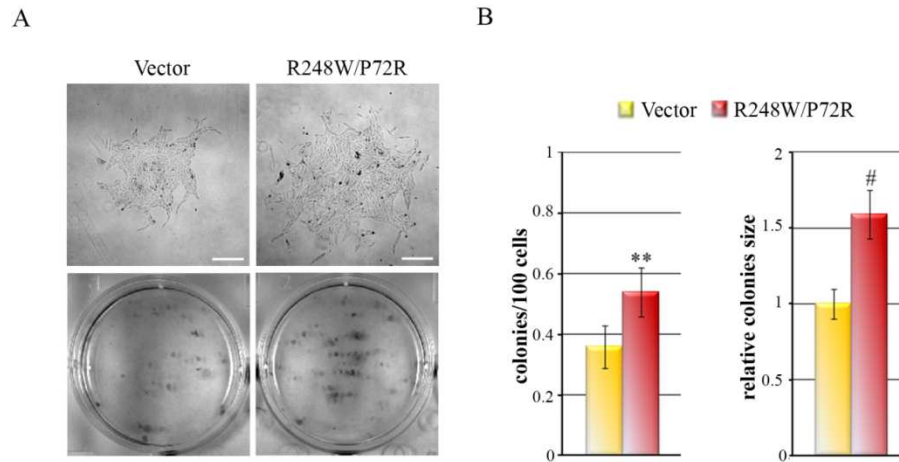 A
B
Vector
R248W/P72R
Vector
R248W/P72R
colonies/100 cells
1
0.8
0.6
0.4
0.2
0
**
relative colonies size
2
1.5
1
0.5
0
#